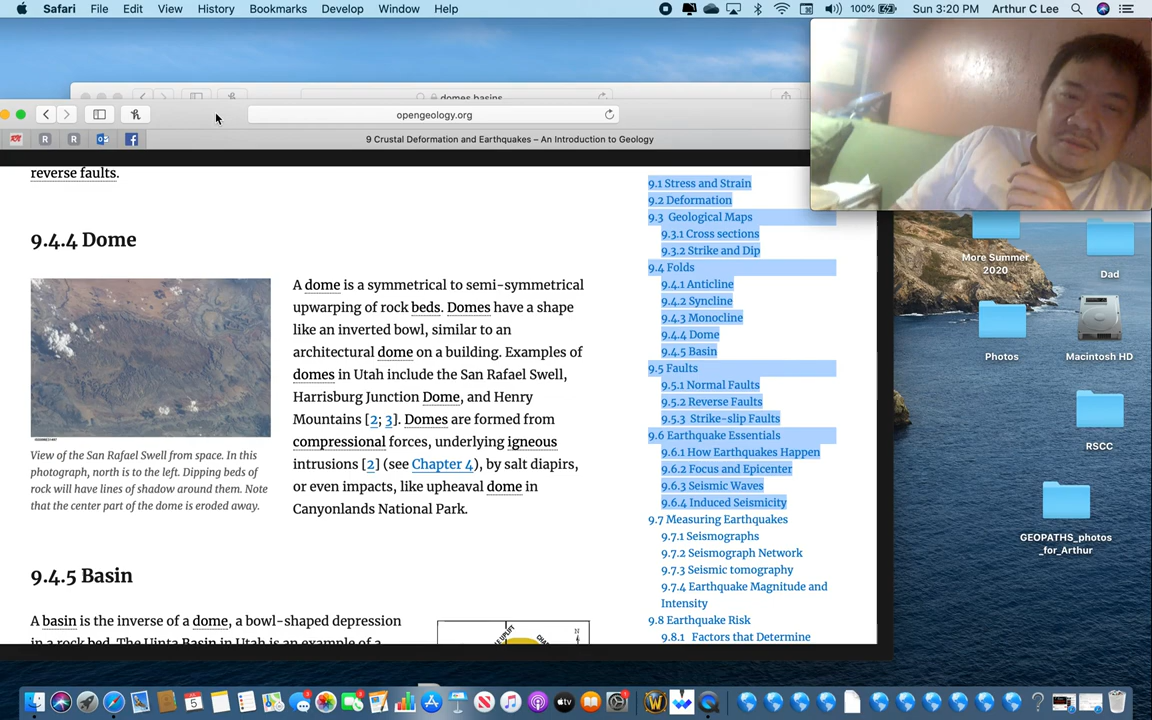 Safari File Edit View History Bookmarks Develop Window Help 100% Sun 3:20 PM Arthur C Lee
domes basins
opengeology.org
R R
9 Crustal Deformation and Earthquakes – An Introduction to Geology
reverse faults.
9.4.4 Dome
A dome is a symmetrical to semi-symmetrical
upwarping of rock beds. Domes have a shape
like an inverted bowl, similar to an
architectural dome on a building. Examples of
domes in Utah include the San Rafael Swell,
Harrisburg Junction Dome, and Henry
Mountains [2; 3]. Domes are formed from
compressional forces, underlying igneous
intrusions [2] (see Chapter 4), by salt diapirs,
or even impacts, like upheaval dome in
Canyonlands National Park.
View of the San Rafael Swell from space. In this
photograph, north is to the left. Dipping beds of
rock will have lines of shadow around them. Note
that the center part of the dome is eroded away.
9.4.5 Basin
A basin is the inverse of a dome, a bowl-shaped depression
in a rock bed. The Uinta Basin in Utah is an example of a
UPLIFT
N
9.1 Stress and Strain
9.2 Deformation
9.3 Geological Maps
9.3.1 Cross sections
9.3.2 Strike and Dip
9.4 Folds
9.4.1 Anticline
9.4.2 Syncline
9.4.3 Monocline
9.4.4 Dome
9.4.5 Basin
9.5 Faults
9.5.1 Normal Faults
9.5.2 Reverse Faults
9.5.3 Strike-slip Faults
9.6 Earthquake Essentials
9.6.1 How Earthquakes Happen
9.6.2 Focus and Epicenter
9.6.3 Seismic Waves
9.6.4 Induced Seismicity
9.7 Measuring Earthquakes
9.7.1 Seismographs
9.7.2 Seismograph Network
9.7.3 Seismic tomography
9.7.4 Earthquake Magnitude and
Intensity
9.8 Earthquake Risk
9.8.1 Factors that Determine
More Summer
2020
Dad
Photos
Macintosh HD
RSCC
GEOPATHS_photos
_for_Arthur